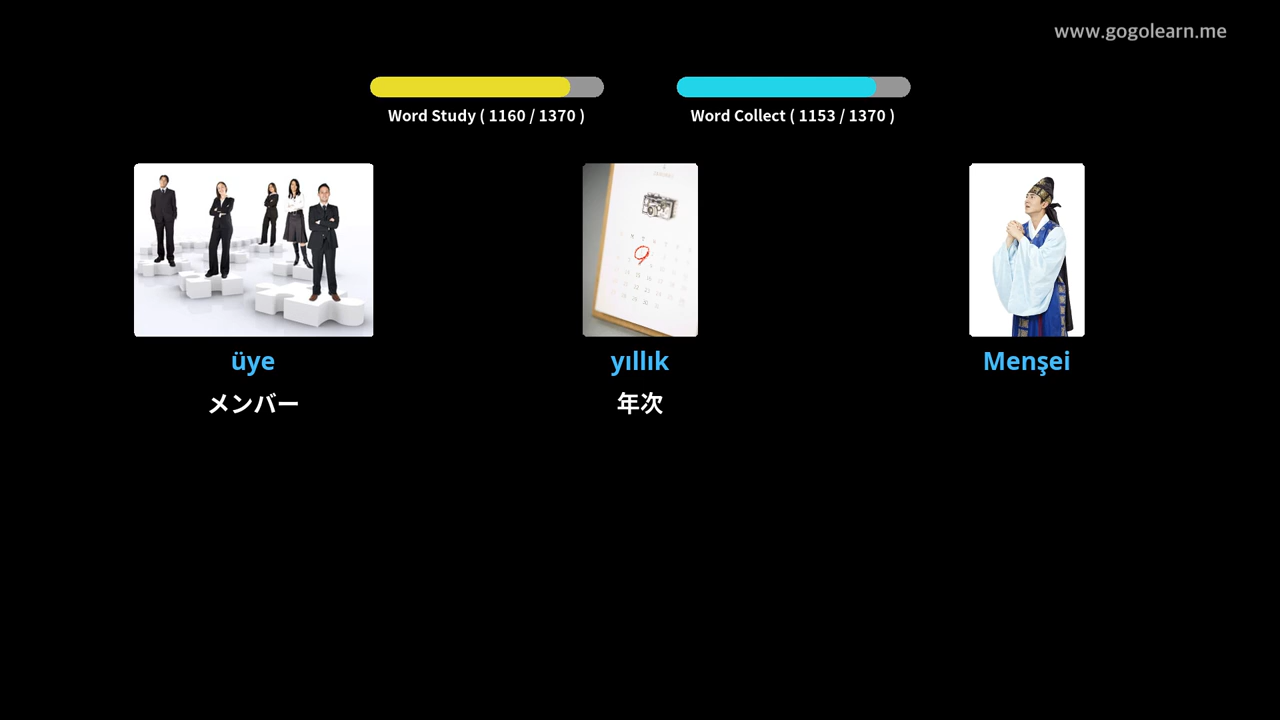 www.gogolearn.me
Word Study ( 1160 / 1370 )
Word Collect ( 1153 / 1370 )
üye
yıllık
Menşei
メンバー
年次